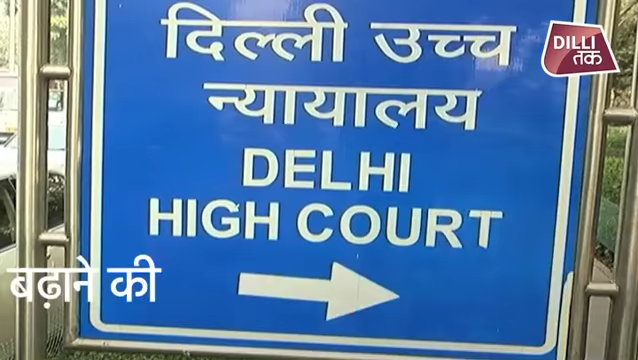 दिल्ली उच्च
न्यायालय
DELHI
HIGH COURT
DILLI
तक
बढ़ाने की